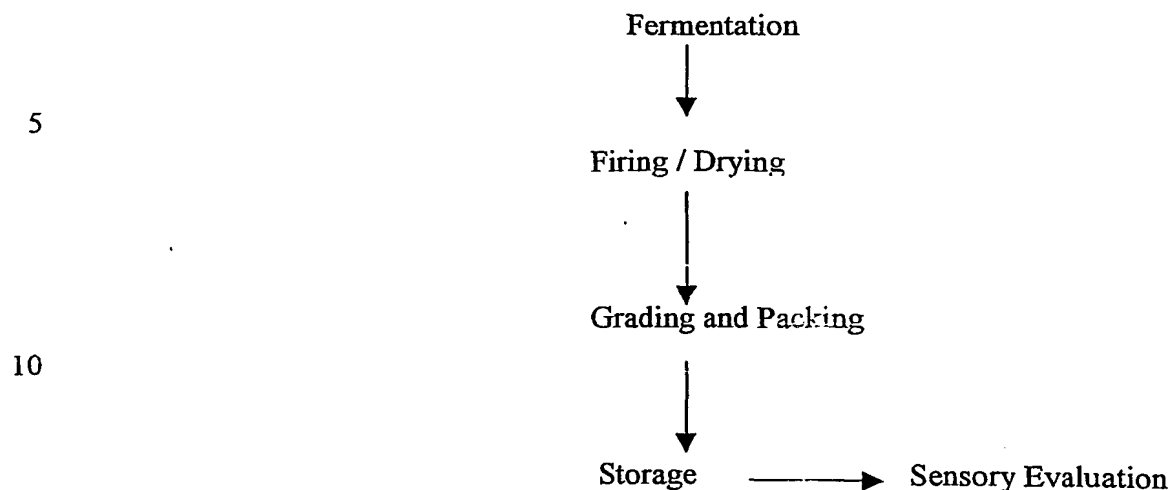 Fermentation
5
Firing / Drying
Grading and Packing
10
Storage Sensory Evaluation